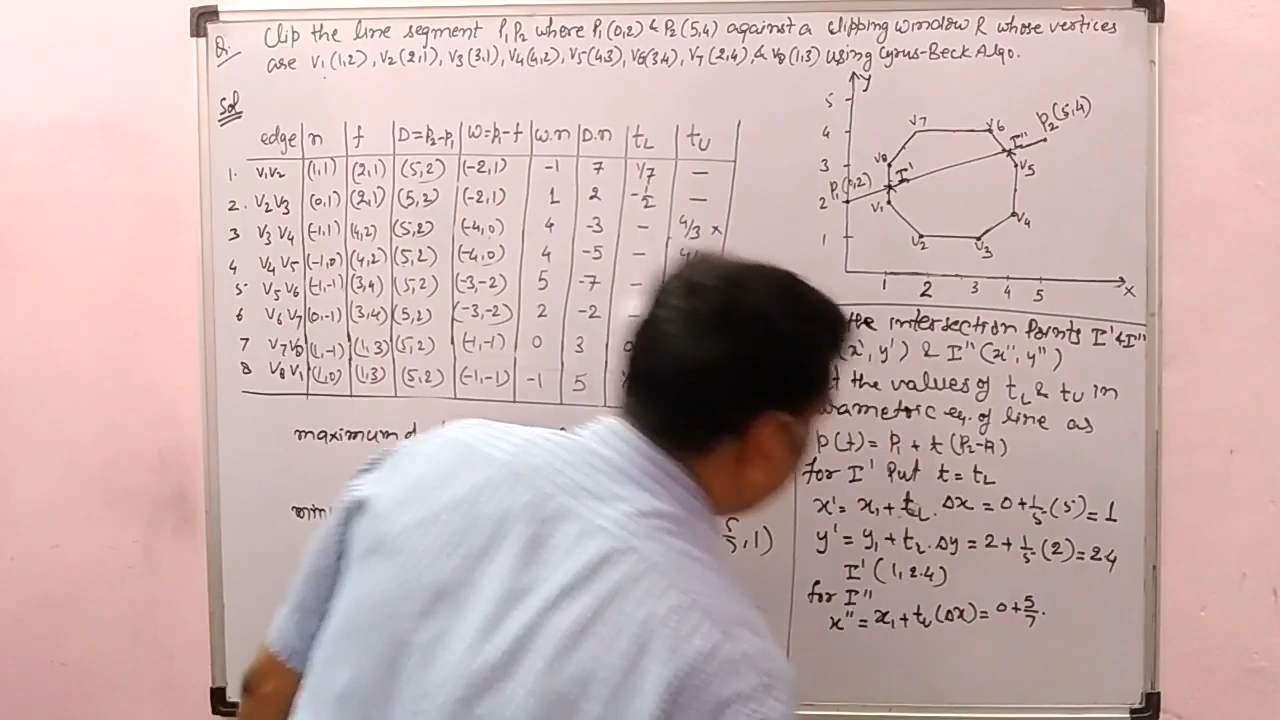 Q:- Clip the line segment P₁P₂ where P₁(0,2) & P₂(5,4) against a clipping window R whose vertices
are V₁(1,2), V₂(2,1), V₃(3,1), V₄(4,2), V₅(4,3), V₆(3,4), V₇(2,4), & V₈(1,3) using Cyrus-Beck Algo.
Sol
edge n f D=P₂-P₁ W=P₁-f W.n D.n tL tU
1. V₁V₂ (1,1) (2,1) (5,2) (-2,1) -1 7 1/7 —
2. V₂V₃ (0,1) (2,1) (5,2) (-2,1) 1 2 -1/2 —
3 V₃V₄ (-1,1) (4,2) (5,2) (-4,0) 4 -3 - 4/3 ×
4 V₄V₅ (-1,0) (4,2) (5,2) (-4,0) 4 -5 -
5 V₅V₆ (-1,-1) (3,4) (5,2) (-3,-2) 5 -7 -
6 V₆V₇ (0,-1) (3,4) (5,2) (-3,-2) 2 -2
7 V₇V₈ (1,-1) (1,3) (5,2) (-1,-1) 0 3 0
8 V₈V₁ (1,0) (1,3) (5,2) (-1,-1) -1 5
maximum
,1)
y
5
4
3
2
1
1 2 3 4 5 x
V₇ V₆ I'' P₂(5,4)
V₈ I' V₅
P₁(0,2)
V₁ V₄
V₂ V₃
the intersection points I' & I''
(x', y') & I''(x'', y'')
the values of tL & tU in
eq. of line as
P(t) = P₁ + t(P₂-P₁)
for I' Put t = tL
x' = x₁ + tL. Δx = 0 + 1/5 (5) = 1
y' = y₁ + tL. Δy = 2 + 1/5 (2) = 2.4
I' (1, 2.4)
for I''
x'' = x₁ + tU (Δx) = 0 + 5/7.